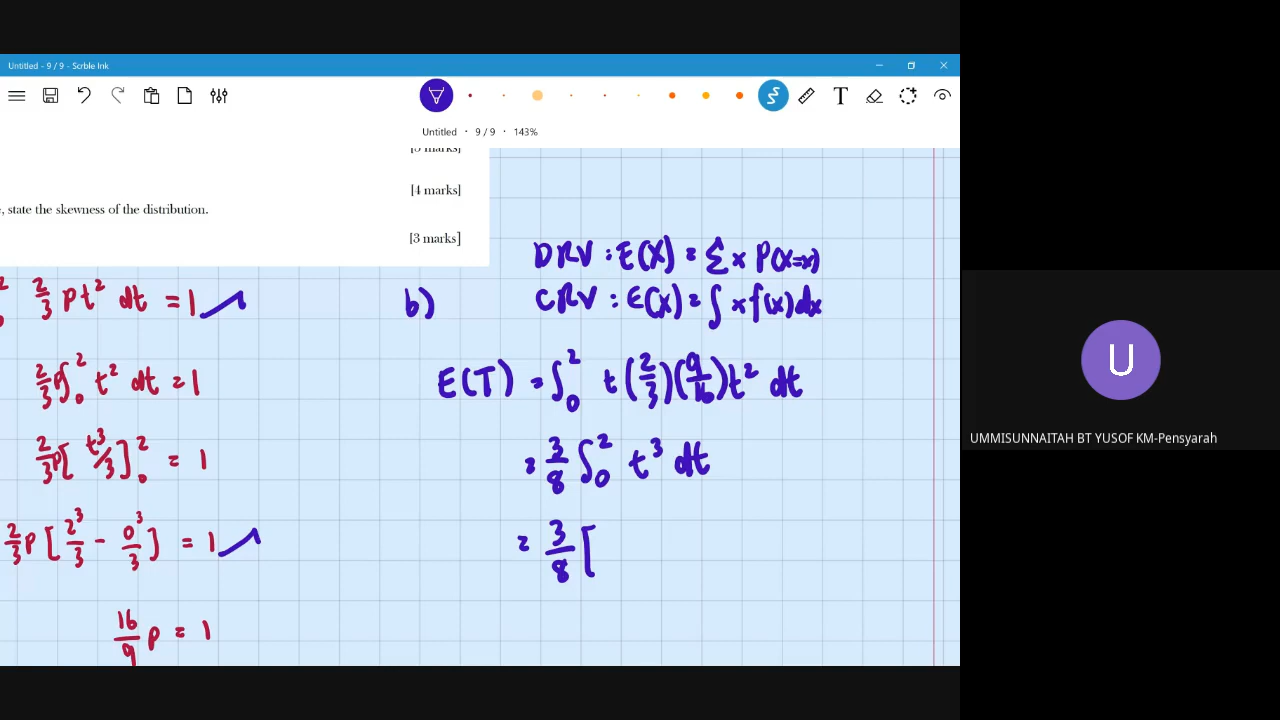 Untitled - 9 / 9 - Scrble Ink
Untitled · 9 / 9 · 143%
[4 marks]
, state the skewness of the distribution.
[3 marks]
DRV : E(X) = Σ x P(X=x)
CRV : E(X) = ∫ x f(x) dx
2/3 p t² dt = 1
b)
2/3 p ∫₀² t² dt = 1
E(T) = ∫₀² t (2/3)(9/16) t² dt
2/3 p [t³/3]₀² = 1
= 3/8 ∫₀² t³ dt
2/3 p [2³/3 - 0³/3] = 1
= 3/8 [
16/9 p = 1
U
UMMISUNNAITAH BT YUSOF KM-Pensyarah